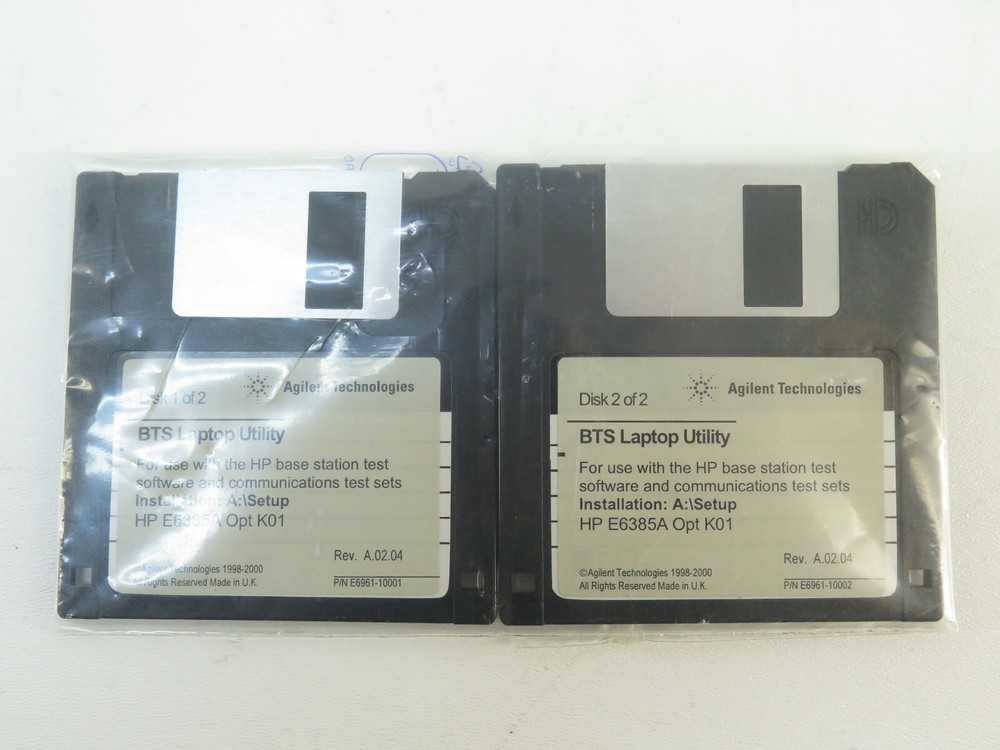 HD
Disk 1 of 2
Agilent Technologies
BTS Laptop Utility
For use with the HP base station test
software and communications test sets
Installation: A:\Setup
HP E6385A Opt K01
Rev. A.02.04
©Agilent Technologies 1998-2000
All Rights Reserved Made in U.K.
P/N E6961-10001
HD
Disk 2 of 2
Agilent Technologies
BTS Laptop Utility
For use with the HP base station test
software and communications test sets
Installation: A:\Setup
HP E6385A Opt K01
Rev. A.02.04
©Agilent Technologies 1998-2000
All Rights Reserved Made in U.K.
P/N E6961-10002